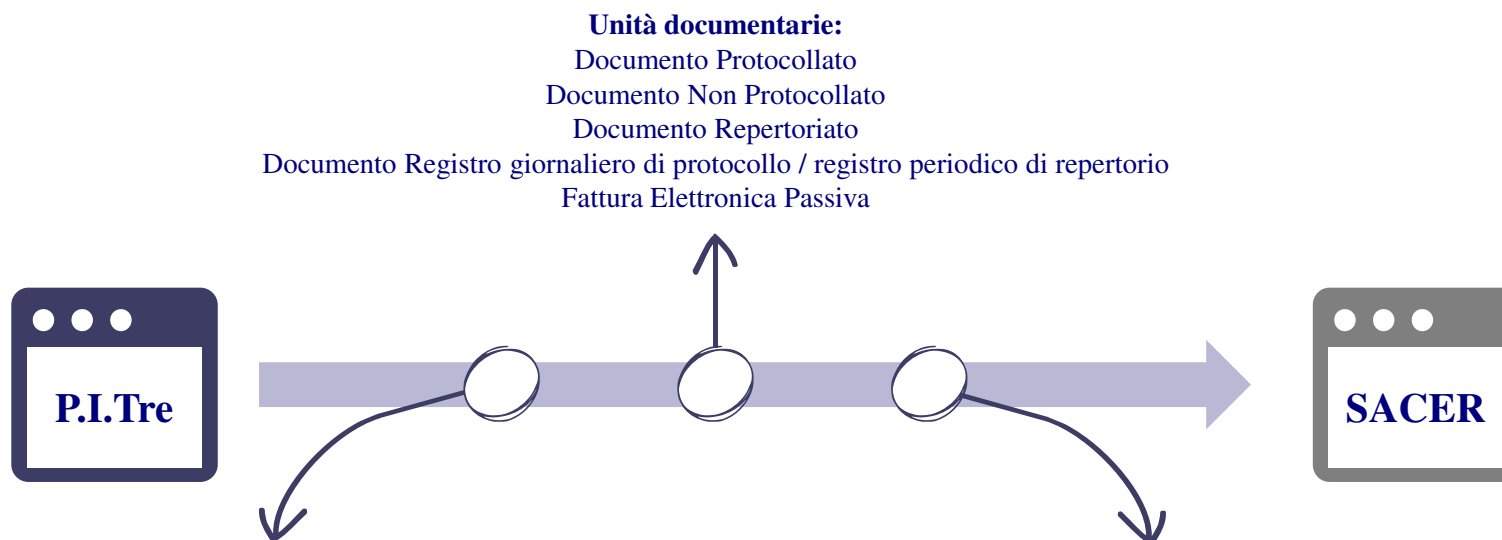 Unità documentarie:
Documento Protocollato
Documento Non Protocollato
Documento Repertoriato
Documento Registro giornaliero di protocollo / registro periodico di repertorio
Fattura Elettronica Passiva
P.I.Tre
SACER